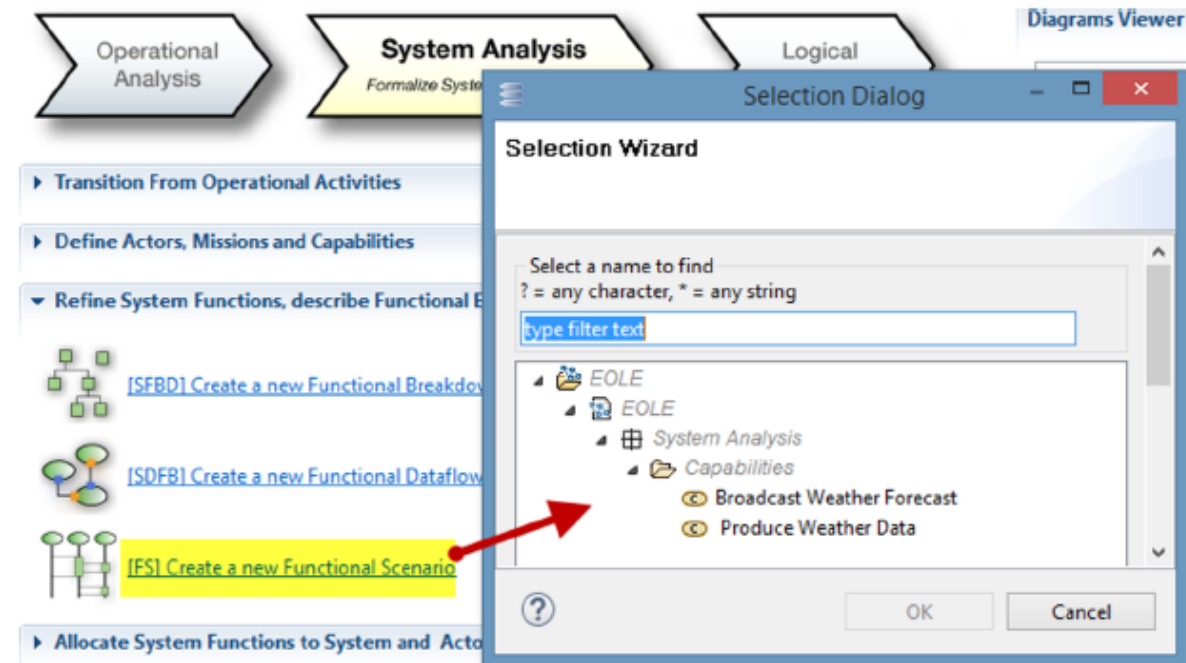 Operational
Analysis
System Analysis
Formalize Syste
Logical
Diagrams Viewer
Transition From Operational Activities
Define Actors, Missions and Capabilities
Refine System Functions, describe Functional E
[SFBD] Create a new Functional Breakdow
[SDFB] Create a new Functional Dataflow
[FS] Create a new Functional Scenario
Allocate System Functions to System and Acto
Selection Dialog
Selection Wizard
Select a name to find
? = any character, * = any string
type filter text
EOLE
EOLE
System Analysis
Capabilities
Broadcast Weather Forecast
Produce Weather Data
OK
Cancel